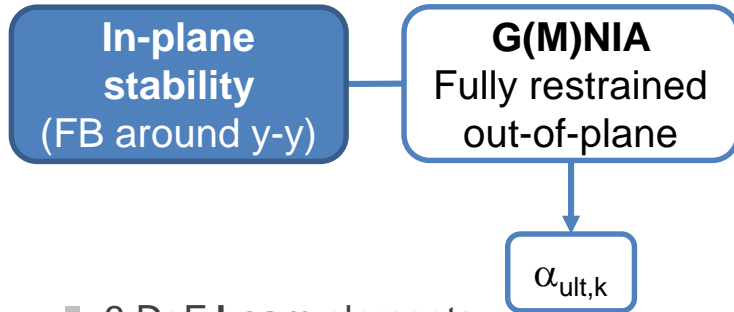 In-plane
stability
(FB around y-y)
G(M)NIA
Fully restrained
out-of-plane
αult,k